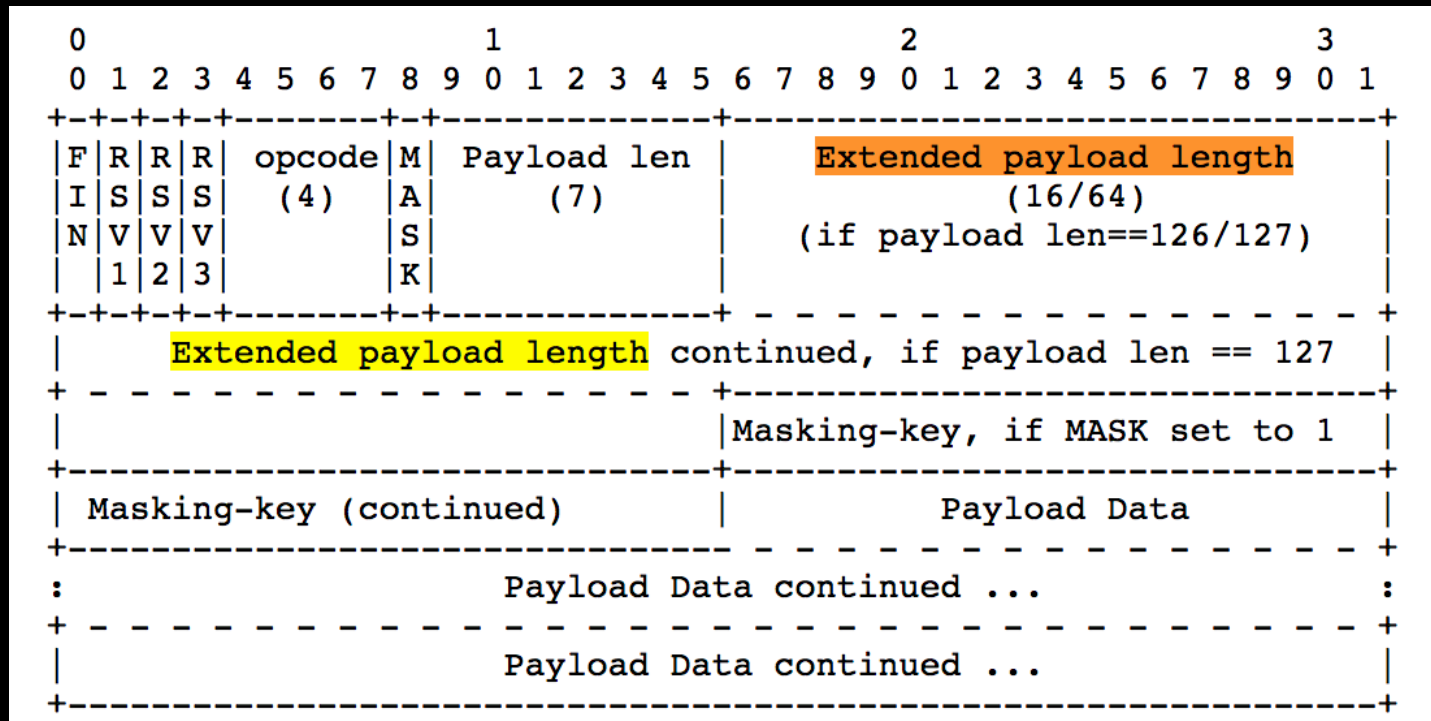 0                   1                   2                   3
 0 1 2 3 4 5 6 7 8 9 0 1 2 3 4 5 6 7 8 9 0 1 2 3 4 5 6 7 8 9 0 1
+-+-+-+-+-------+-+-------------+-------------------------------+
|F|R|R|R| opcode|M| Payload len |    Extended payload length    |
|I|S|S|S|  (4)  |A|     (7)     |             (16/64)           |
|N|V|V|V|       |S|             |   (if payload len==126/127)   |
| |1|2|3|       |K|             |                               |
+-+-+-+-+-------+-+-------------+ - - - - - - - - - - - - - - - +
|     Extended payload length continued, if payload len == 127  |
+ - - - - - - - - - - - - - - - +-------------------------------+
|                               |Masking-key, if MASK set to 1  |
+-------------------------------+-------------------------------+
| Masking-key (continued)       |          Payload Data         |
+-------------------------------- - - - - - - - - - - - - - - - +
:                     Payload Data continued ...                :
+ - - - - - - - - - - - - - - - - - - - - - - - - - - - - - - - +
|                     Payload Data continued ...                |
+---------------------------------------------------------------+